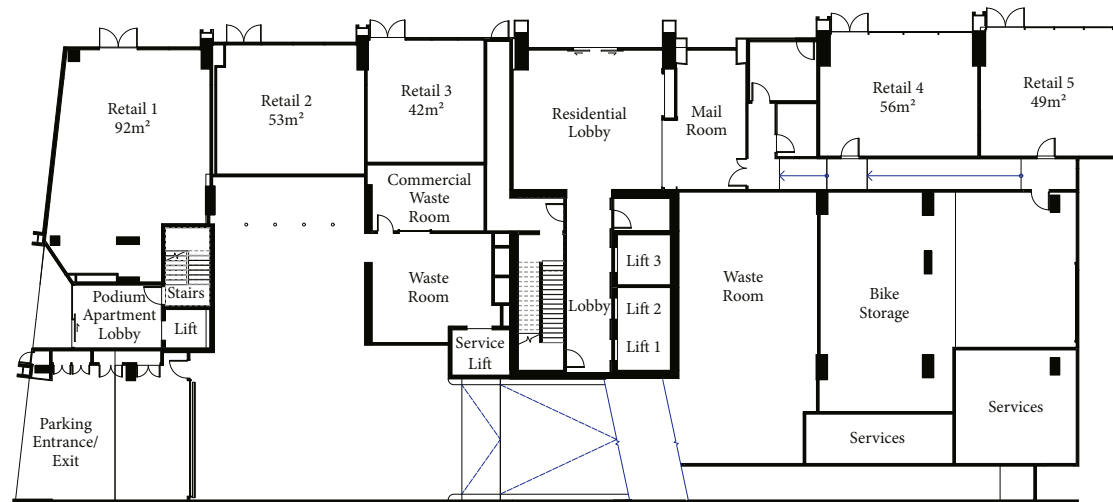 Retail 1
92m²
Retail 2
53m²
Retail 3
42m²
Residential
Lobby
Mail
Room
Retail 4
56m²
Retail 5
49m²
Commercial
Waste
Room
Waste
Room
Podium
Apartment
Lobby
Stairs
Lift
Service
Lift
Lobby
Lift 3
Lift 2
Lift 1
Waste
Room
Bike
Storage
Services
Services
Parking
Entrance/
Exit